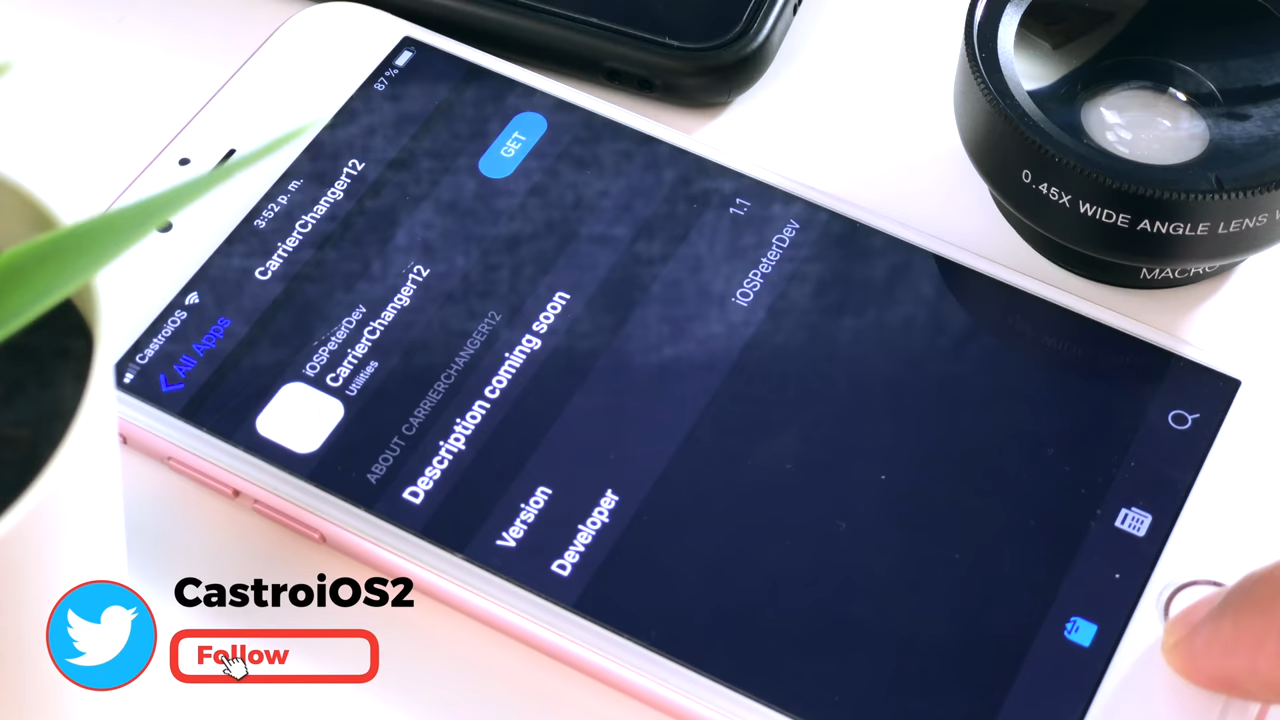 CastroiOS
3:52 p. m.
87 %
All Apps
CarrierChanger12
iOSPeterDev
CarrierChanger12
Utilities
GET
ABOUT CARRIERCHANGER12
Description coming soon
Version 1.1
Developer iOSPeterDev
0.45X WIDE ANGLE LENS
MACRO
CastroiOS2
Follow